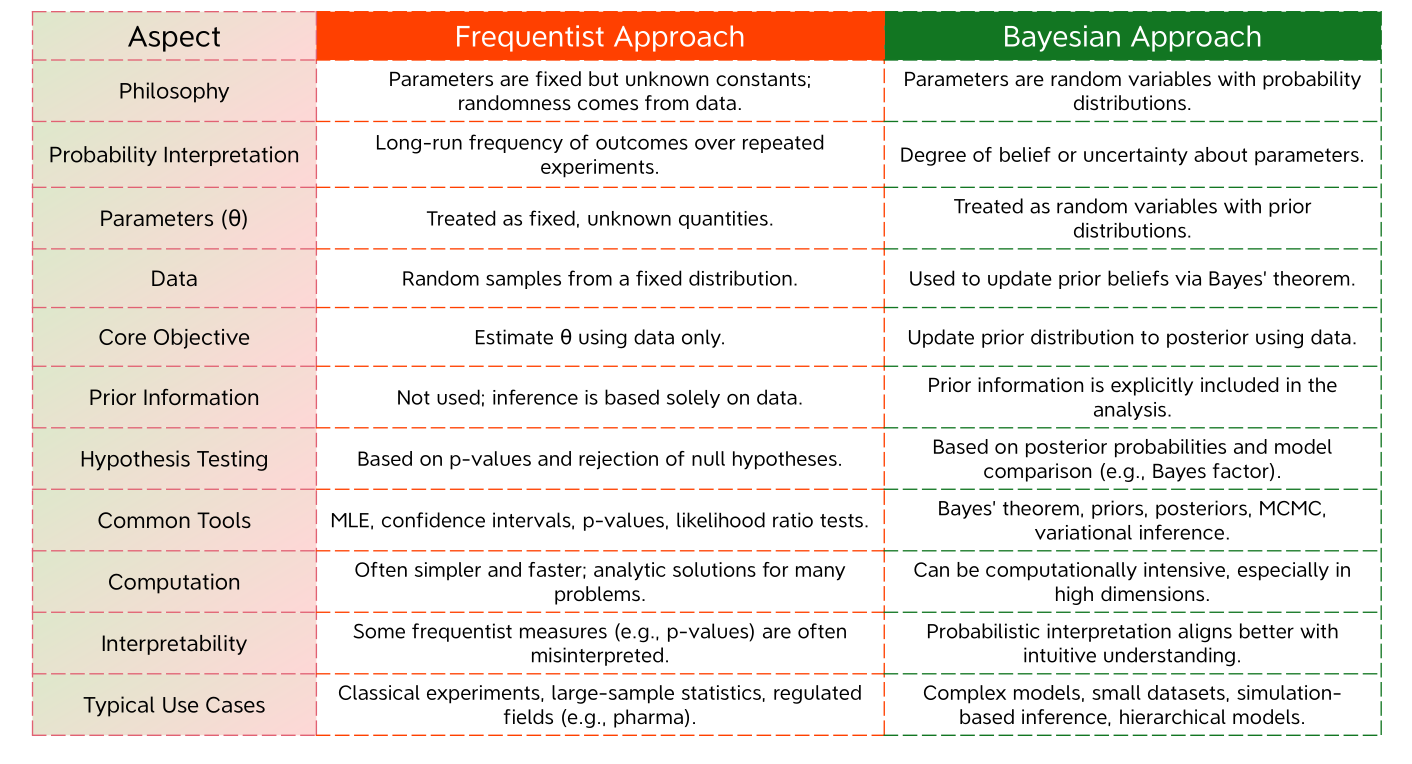 Aspect
Frequentist Approach
Bayesian Approach
Philosophy
Parameters are fixed but unknown constants;
randomness comes from data.
Parameters are random variables with probability
distributions.
Probability Interpretation
Long-run frequency of outcomes over repeated
experiments.
Degree of belief or uncertainty about parameters.
Parameters (θ)
Treated as fixed, unknown quantities.
Treated as random variables with prior
distributions.
Data
Random samples from a fixed distribution.
Used to update prior beliefs via Bayes' theorem.
Core Objective
Estimate θ using data only.
Update prior distribution to posterior using data.
Prior Information
Not used; inference is based solely on data.
Prior information is explicitly included in the
analysis.
Hypothesis Testing
Based on p-values and rejection of null hypotheses.
Based on posterior probabilities and model
comparison (e.g., Bayes factor).
Common Tools
MLE, confidence intervals, p-values, likelihood ratio tests.
Bayes' theorem, priors, posteriors, MCMC,
variational inference.
Computation
Often simpler and faster; analytic solutions for many
problems.
Can be computationally intensive, especially in
high dimensions.
Interpretability
Some frequentist measures (e.g., p-values) are often
misinterpreted.
Probabilistic interpretation aligns better with
intuitive understanding.
Typical Use Cases
Classical experiments, large-sample statistics, regulated
fields (e.g., pharma).
Complex models, small datasets, simulation-
based inference, hierarchical models.